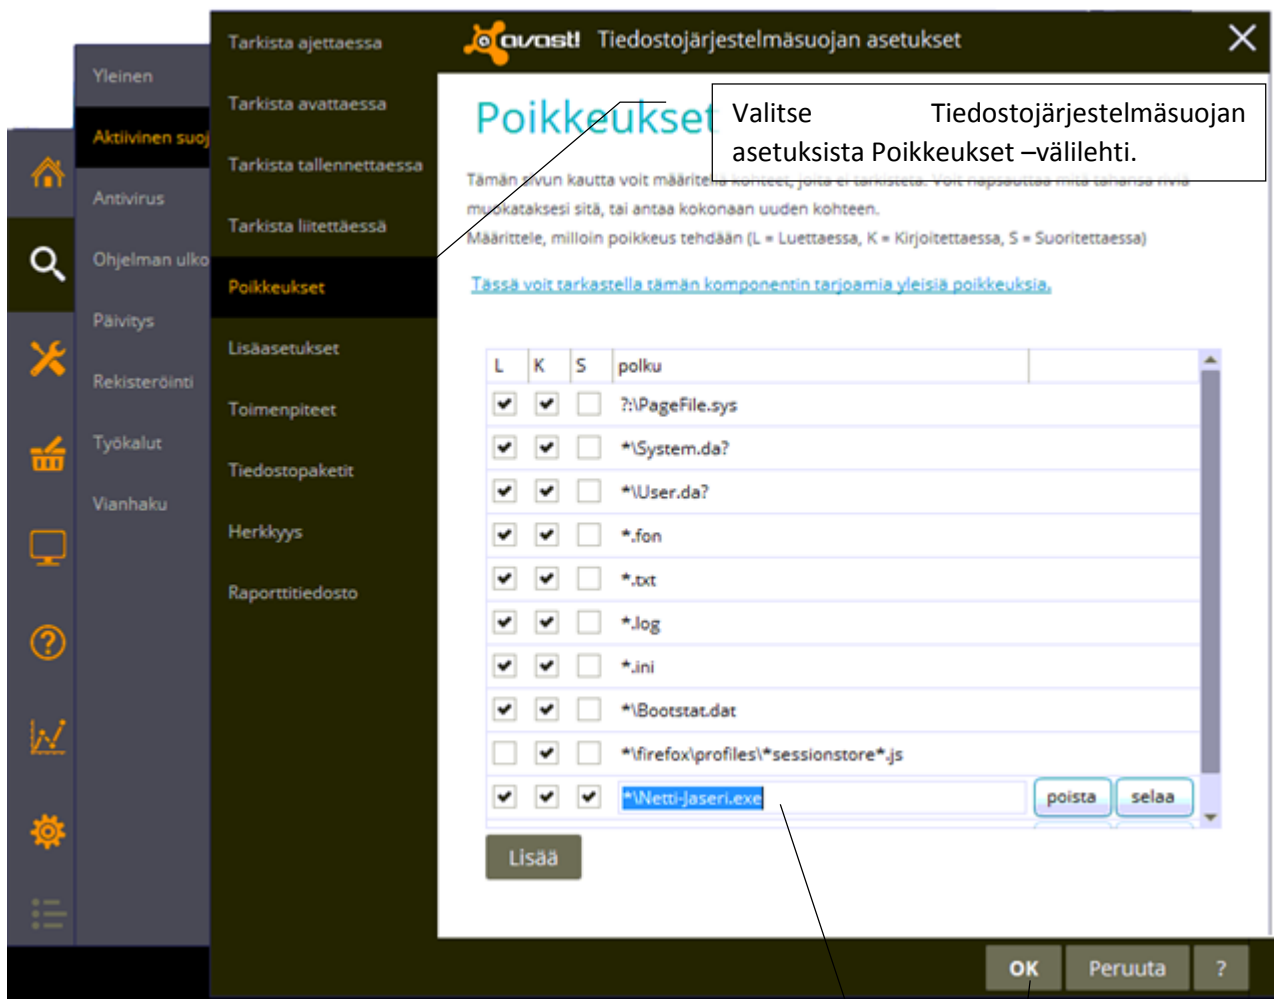 avast! Tiedostojärjestelmäsuojan asetukset
Yleinen
Aktiivinen suoj
Antivirus
Ohjelman ulko
Päivitys
Rekisteröinti
Työkalut
Vianhaku
Tarkista ajettaessa
Tarkista avattaessa
Tarkista tallennettaessa
Tarkista liitettäessä
Poikkeukset
Lisäasetukset
Toimenpiteet
Tiedostopaketit
Herkkyys
Raporttitiedosto
Poikkeukset
Valitse Tiedostojärjestelmäsuojan
asetuksista Poikkeukset –välilehti.
Tämän sivun kautta voit määritellä kohteet, joita ei tarkisteta. Voit napsauttaa mitä tahansa riviä
muokataksesi sitä, tai antaa kokonaan uuden kohteen.
Määrittele, milloin poikkeus tehdään (L = Luettaessa, K = Kirjoitettaessa, S = Suoritettaessa)
Tässä voit tarkastella tämän komponentin tarjoamia yleisiä poikkeuksia.
L K S polku
?:\PageFile.sys
*\System.da?
*\User.da?
*.fon
*.txt
*.log
*.ini
*\Bootstat.dat
*\firefox\profiles\*sessionstore*.js
*\Netti-Jaseri.exe poista selaa
Lisää
OK Peruuta ?